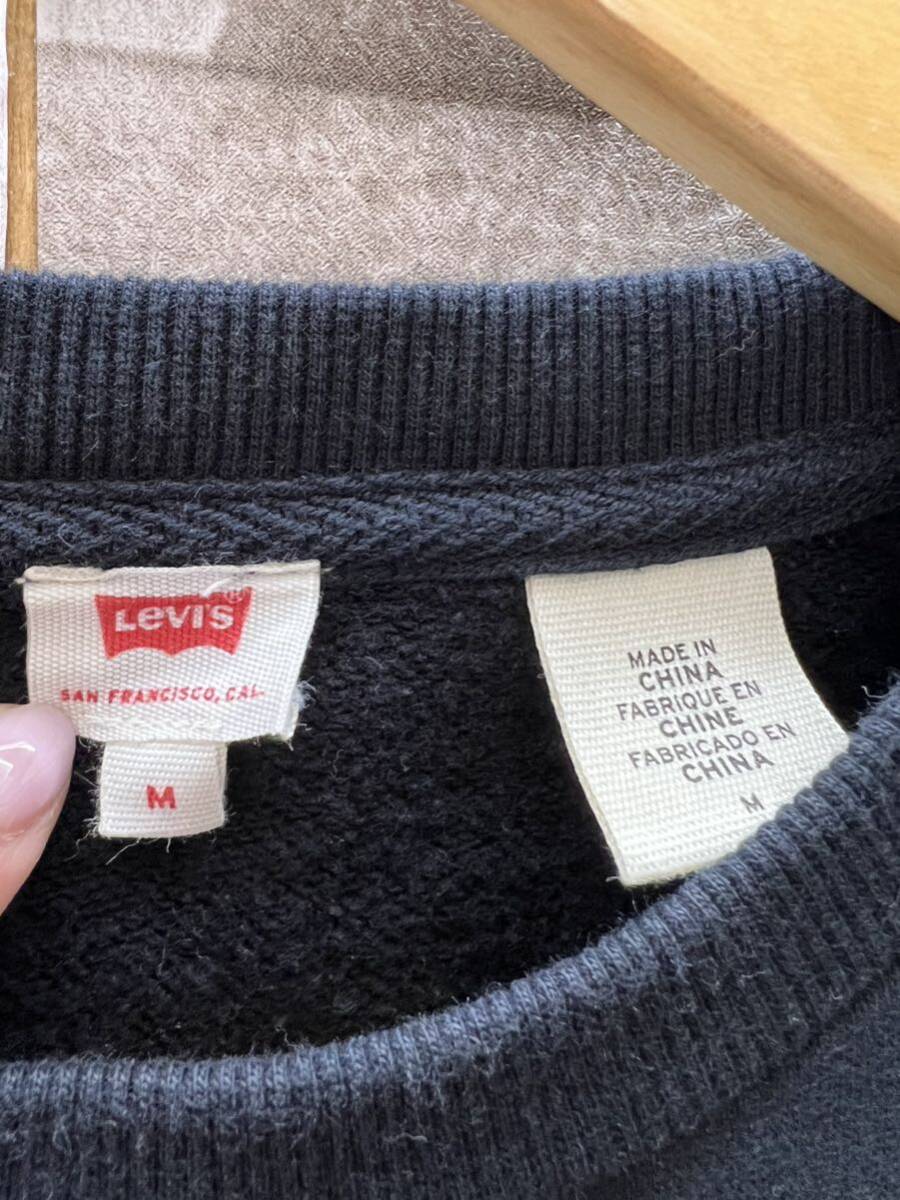 Levi's®
SAN FRANCISCO, CAL.
M
MADE IN
CHINA
FABRIQUE EN
CHINE
FABRICADO EN
CHINA
M